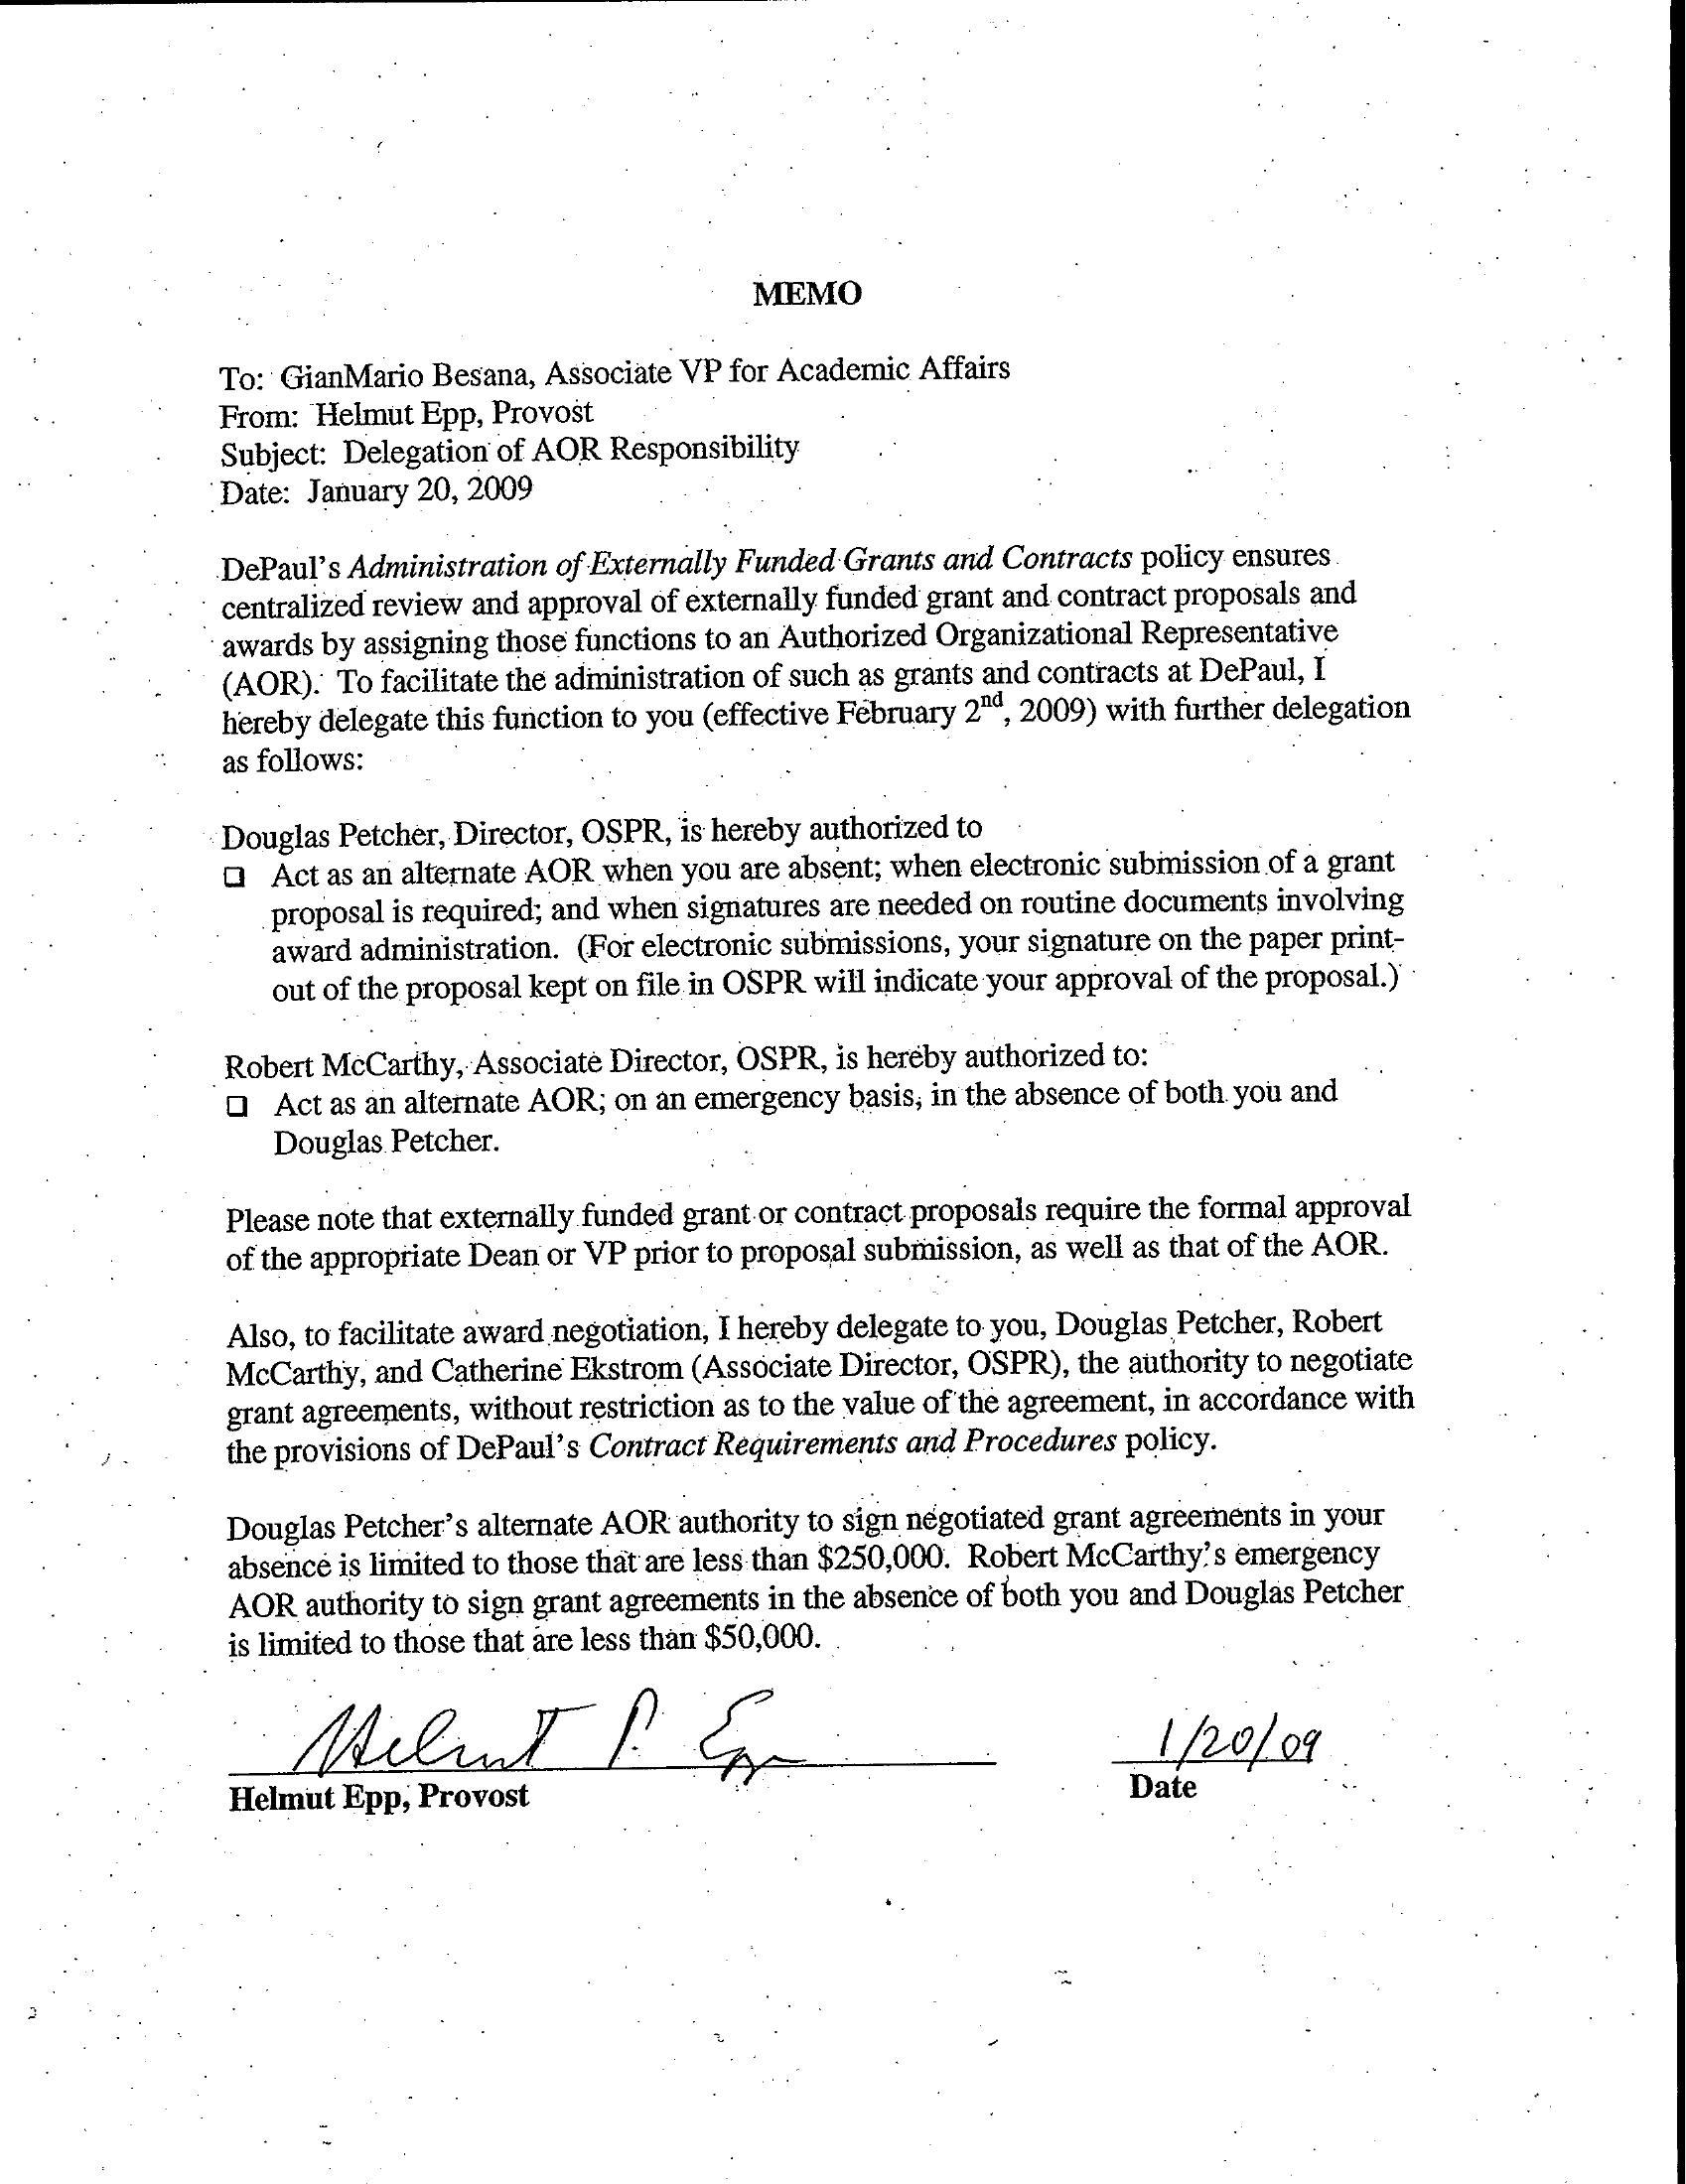 MEMO
To: GianMario Besana, Associate VP for Academic Affairs
From: Helmut Epp, Provost
Subject: Delegation of AOR Responsibility
Date: January 20, 2009
DePaul's Administration of Externally Funded Grants and Contracts policy ensures
centralized review and approval of externally funded grant and contract proposals and
awards by assigning those functions to an Authorized Organizational Representative
(AOR). To facilitate the administration of such as grants and contracts at DePaul, I
hereby delegate this function to you (effective February 2nd, 2009) with further delegation
as follows:
Douglas Petcher, Director, OSPR, is hereby authorized to
❑ Act as an alternate AOR when you are absent; when electronic submission of a grant
proposal is required; and when signatures are needed on routine documents involving
award administration. (For electronic submissions, your signature on the paper print-
out of the proposal kept on file in OSPR will indicate your approval of the proposal.)
Robert McCarthy, Associate Director, OSPR, is hereby authorized to:
❑ Act as an alternate AOR; on an emergency basis, in the absence of both you and
Douglas Petcher.
Please note that externally funded grant or contract proposals require the formal approval
of the appropriate Dean or VP prior to proposal submission, as well as that of the AOR.
Also, to facilitate award negotiation, I hereby delegate to you, Douglas Petcher, Robert
McCarthy, and Catherine Ekstrom (Associate Director, OSPR), the authority to negotiate
grant agreements, without restriction as to the value of the agreement, in accordance with
the provisions of DePaul's Contract Requirements and Procedures policy.
Douglas Petcher's alternate AOR authority to sign negotiated grant agreements in your
absence is limited to those that are less than $250,000. Robert McCarthy's emergency
AOR authority to sign grant agreements in the absence of both you and Douglas Petcher
is limited to those that are less than $50,000.
Helmut P. Epp 1/20/09
Helmut Epp, Provost Date